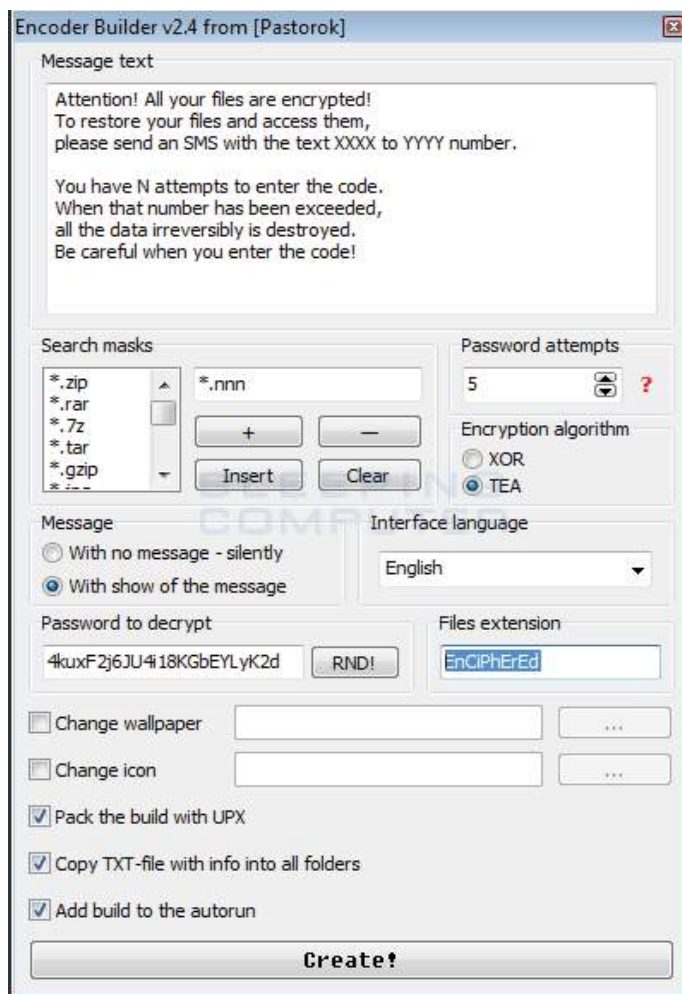 Encoder Builder v2.4 from [Pastorok]
Message text
Attention! All your files are encrypted!
To restore your files and access them,
please send an SMS with the text XXXX to YYYY number.
You have N attempts to enter the code.
When that number has been exceeded,
all the data irreversibly is destroyed.
Be careful when you enter the code!
Search masks
*.zip
*.rar
*.7z
*.tar
*.gzip
*.nnn
+
—
Insert
Clear
Password attempts
5
?
Encryption algorithm
XOR
TEA
BLEEPING
COMPUTER
Message
With no message - silently
With show of the message
Interface language
English
Password to decrypt
4kuxF2j6JU4i18KGbEYLyK2d
RND!
Files extension
EnCiPhErEd
Change wallpaper
...
Change icon
...
Pack the build with UPX
Copy TXT-file with info into all folders
Add build to the autorun
Create!